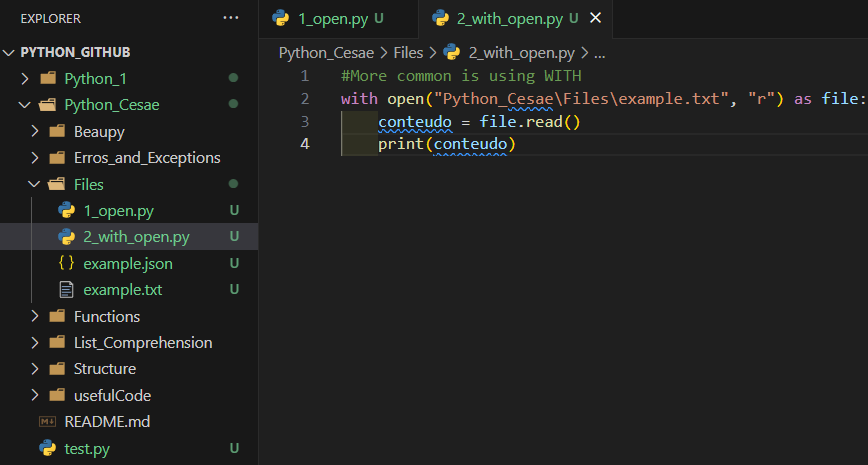 EXPLORER
PYTHON_GITHUB
Python_1
Python_Cesae
Beaupy
Erros_and_Exceptions
Files
1_open.py U
2_with_open.py U
example.json U
example.txt U
Functions
List_Comprehension
Structure
usefulCode
README.md
test.py U
1_open.py U
2_with_open.py U
Python_Cesae > Files > 2_with_open.py > ...
1 #More common is using WITH
2 with open("Python_Cesae\Files\example.txt", "r") as file:
3 conteudo = file.read()
4 print(conteudo)